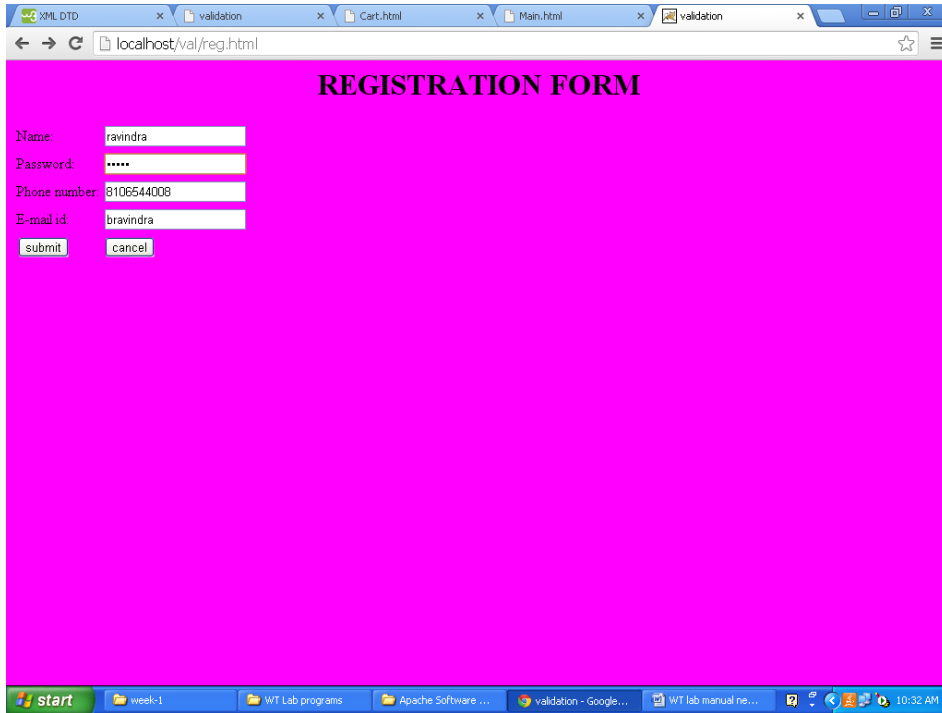 XML DTD
validation
Cart.html
Main.html
validation
localhost/val/reg.html
REGISTRATION FORM
Name: ravindra
Password: •••••
Phone number: 8106544008
E-mail id: bravindra
submit cancel
start
week-1
WT Lab programs
Apache Software ...
validation - Google...
WT lab manual ne...
10:32 AM